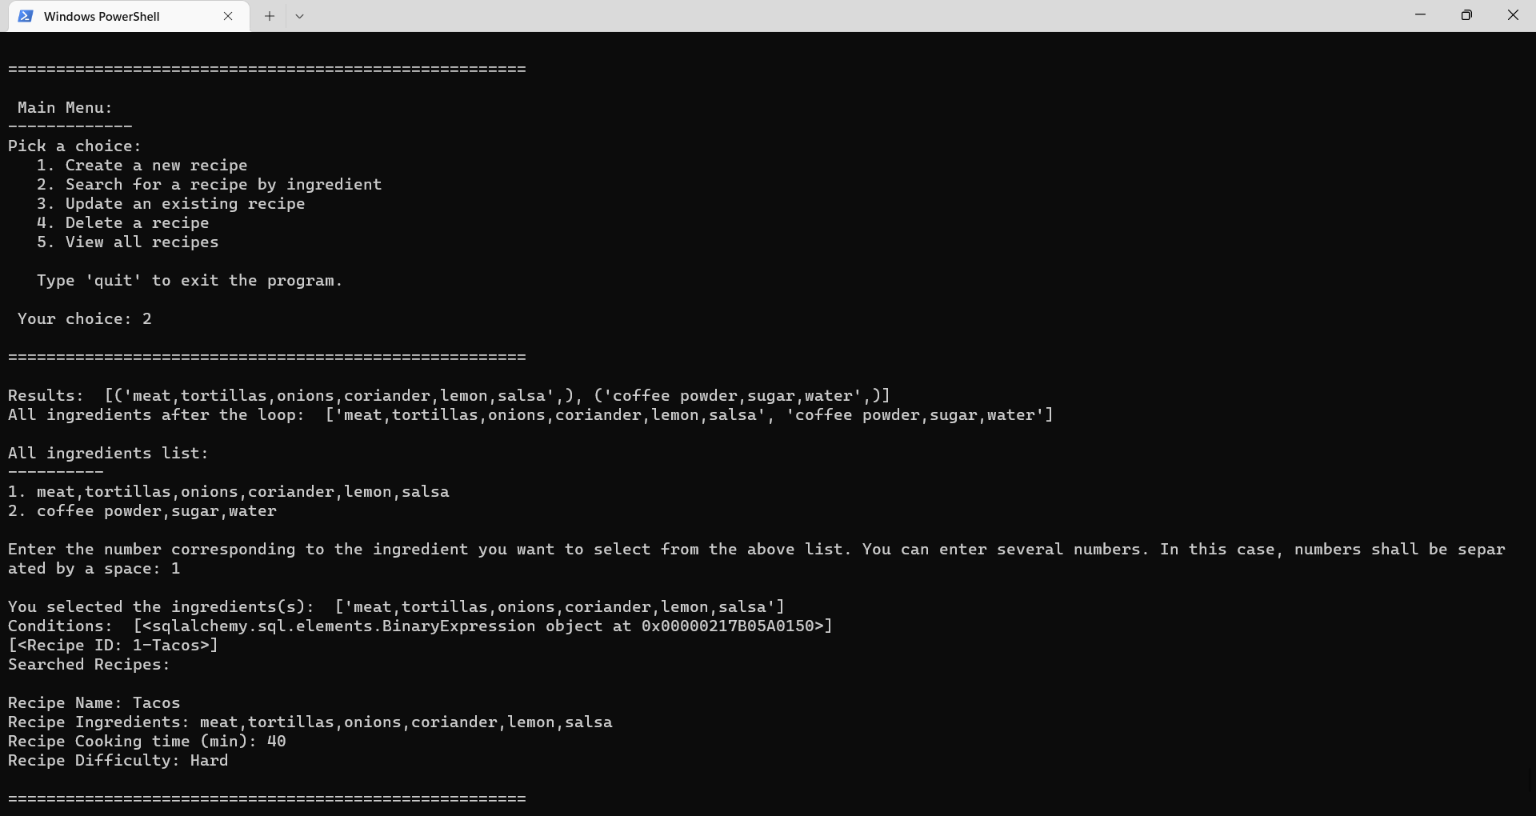 Windows PowerShell
======================================================
Main Menu:
-------------
Pick a choice:
1. Create a new recipe
2. Search for a recipe by ingredient
3. Update an existing recipe
4. Delete a recipe
5. View all recipes
Type 'quit' to exit the program.
Your choice: 2
======================================================
Results:  [('meat,tortillas,onions,coriander,lemon,salsa',), ('coffee powder,sugar,water',)]
All ingredients after the loop:  ['meat,tortillas,onions,coriander,lemon,salsa', 'coffee powder,sugar,water']
All ingredients list:
----------
1. meat,tortillas,onions,coriander,lemon,salsa
2. coffee powder,sugar,water
Enter the number corresponding to the ingredient you want to select from the above list. You can enter several numbers. In this case, numbers shall be separ
ated by a space: 1
You selected the ingredients(s):  ['meat,tortillas,onions,coriander,lemon,salsa']
Conditions:  [<sqlalchemy.sql.elements.BinaryExpression object at 0x00000217B05A0150>]
[<Recipe ID: 1-Tacos>]
Searched Recipes:
Recipe Name: Tacos
Recipe Ingredients: meat,tortillas,onions,coriander,lemon,salsa
Recipe Cooking time (min): 40
Recipe Difficulty: Hard
======================================================